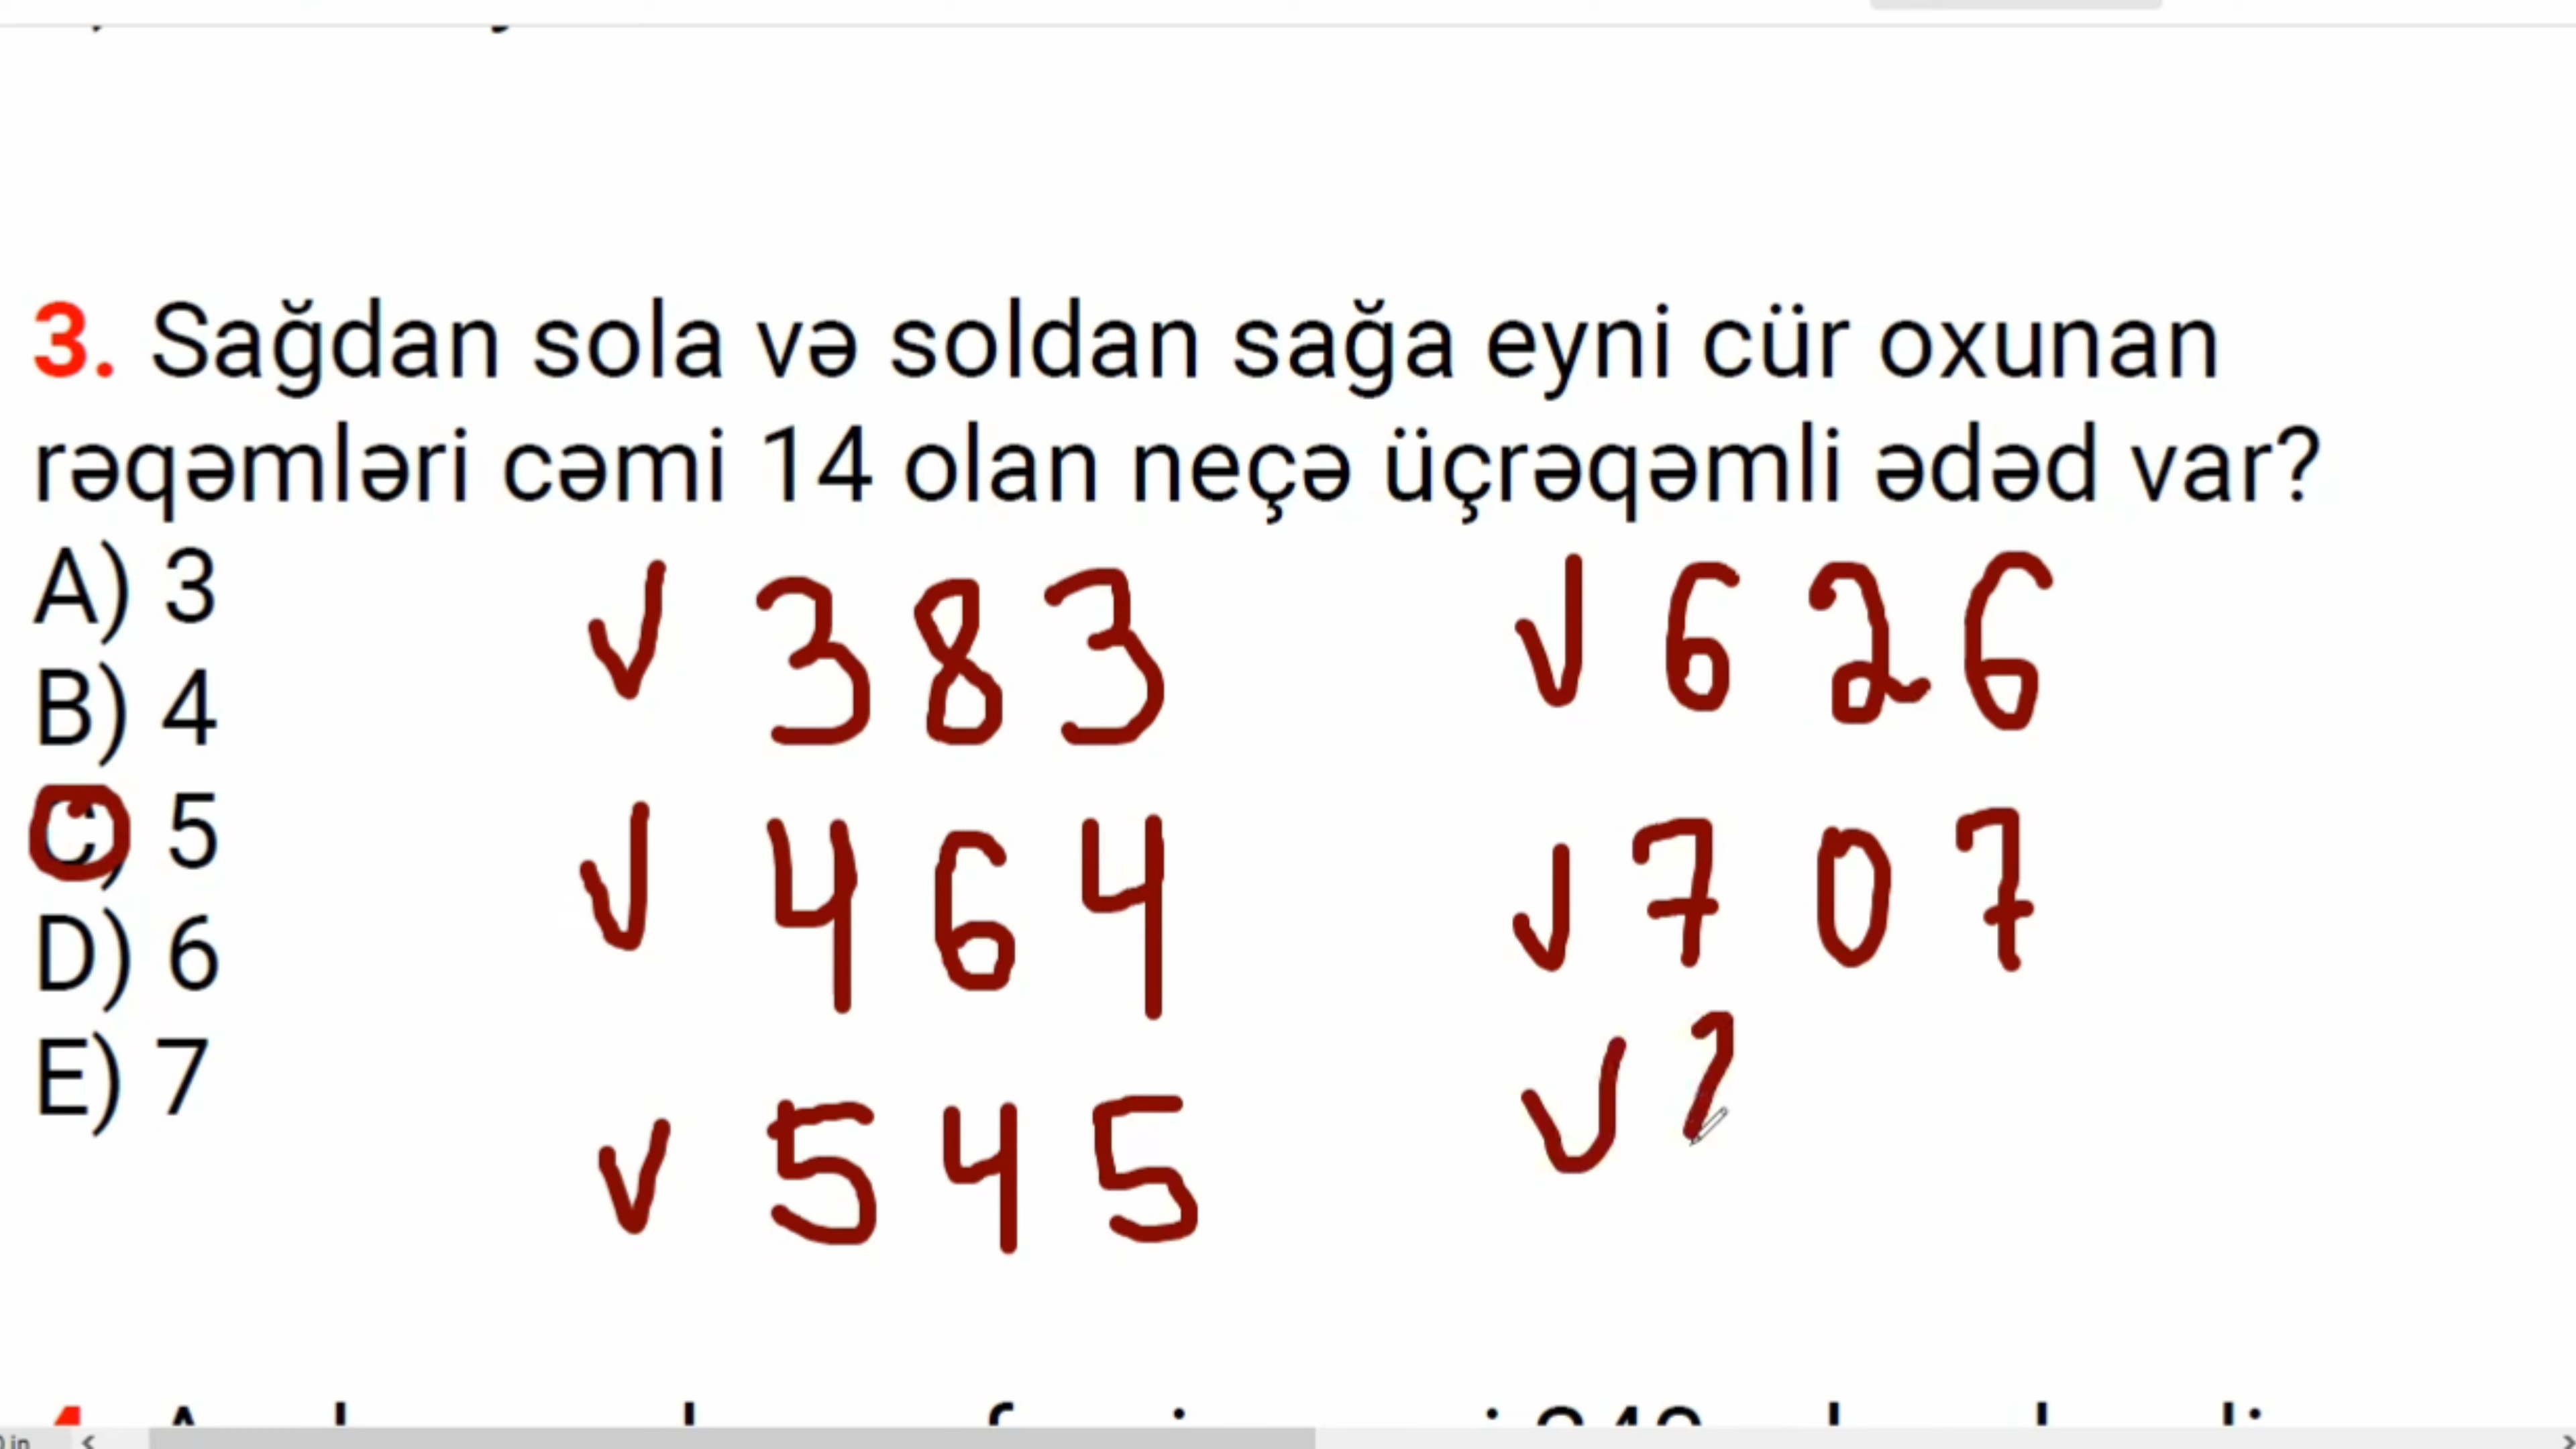 3. Sağdan sola və soldan sağa eyni cür oxunan
rəqəmləri cəmi 14 olan neçə üçrəqəmli ədəd var?
A) 3
B) 4
C) 5
D) 6
E) 7
√ 383
√ 464
√ 545
√ 626
√ 707
√